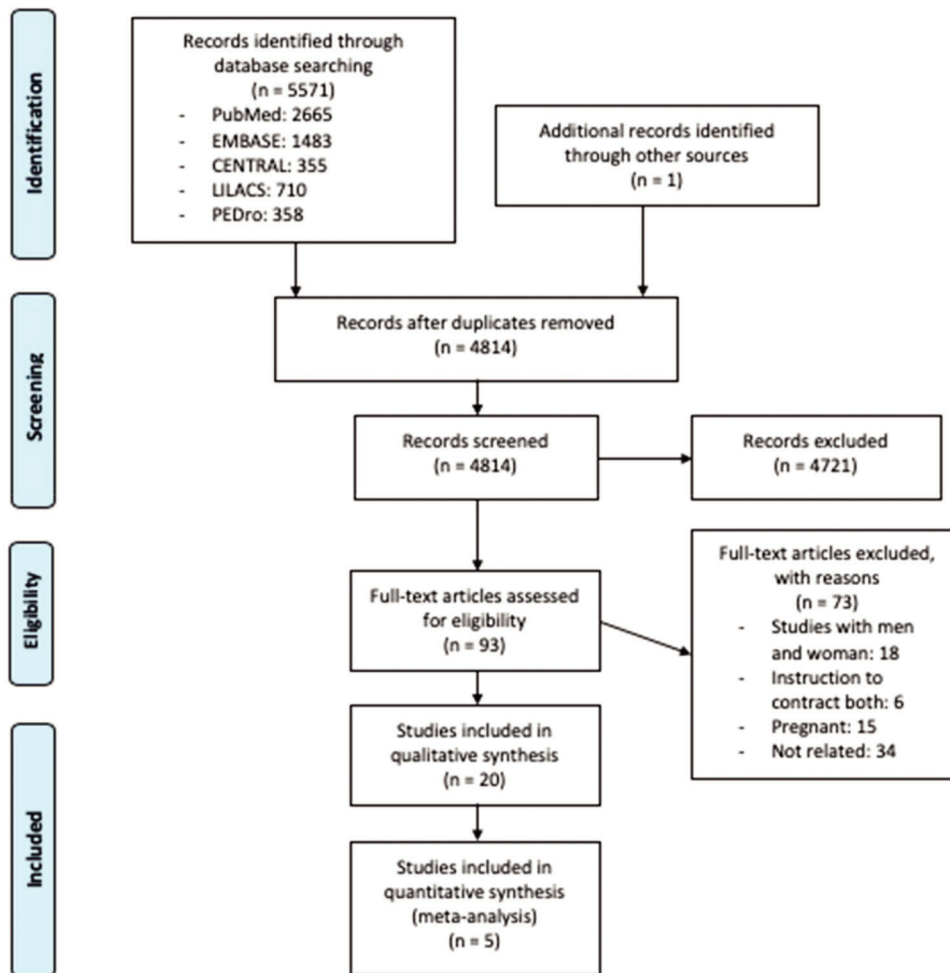 Identification
Records identified through
database searching
(n = 5571)
- PubMed: 2665
- EMBASE: 1483
- CENTRAL: 355
- LILACS: 710
- PEDro: 358
Additional records identified
through other sources
(n = 1)
Screening
Records after duplicates removed
(n = 4814)
Records screened
(n = 4814)
Records excluded
(n = 4721)
Eligibility
Full-text articles assessed
for eligibility
(n = 93)
Full-text articles excluded,
with reasons
(n = 73)
- Studies with men
and woman: 18
- Instruction to
contract both: 6
- Pregnant: 15
- Not related: 34
Included
Studies included in
qualitative synthesis
(n = 20)
Studies included in
quantitative synthesis
(meta-analysis)
(n = 5)